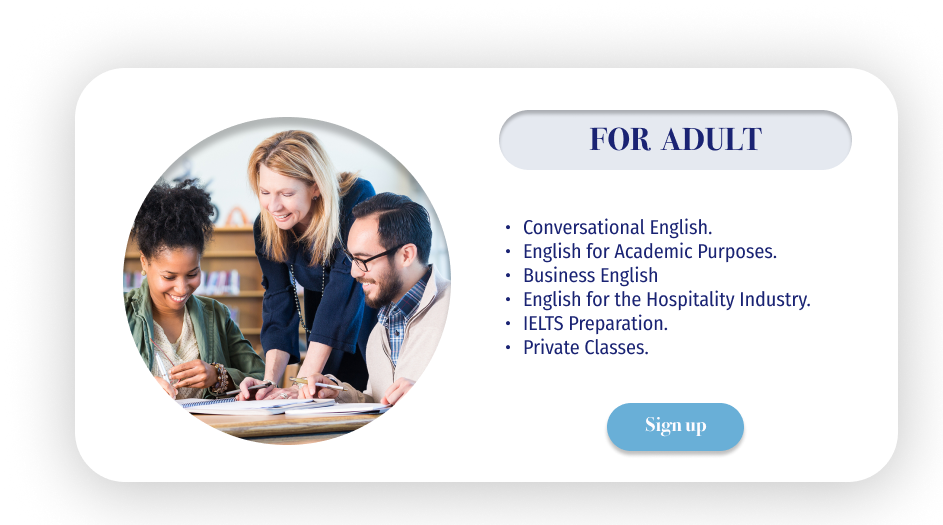 FOR ADULT
• Conversational English.
• English for Academic Purposes.
• Business English
• English for the Hospitality Industry.
• IELTS Preparation.
• Private Classes.
Sign up